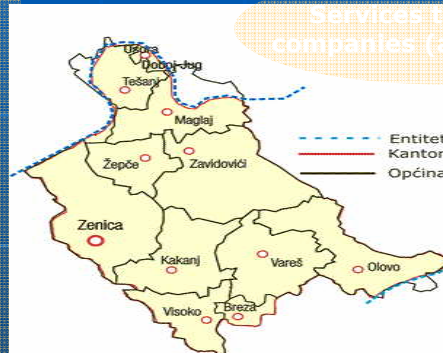 Services s
companies (
Usora
Doboj-Jug
Tešanj
Maglaj
Žepče
Zavidovići
Zenica
Kakanj
Vareš
Olovo
Visoko
Breza
Entitet
Kanton
Općina